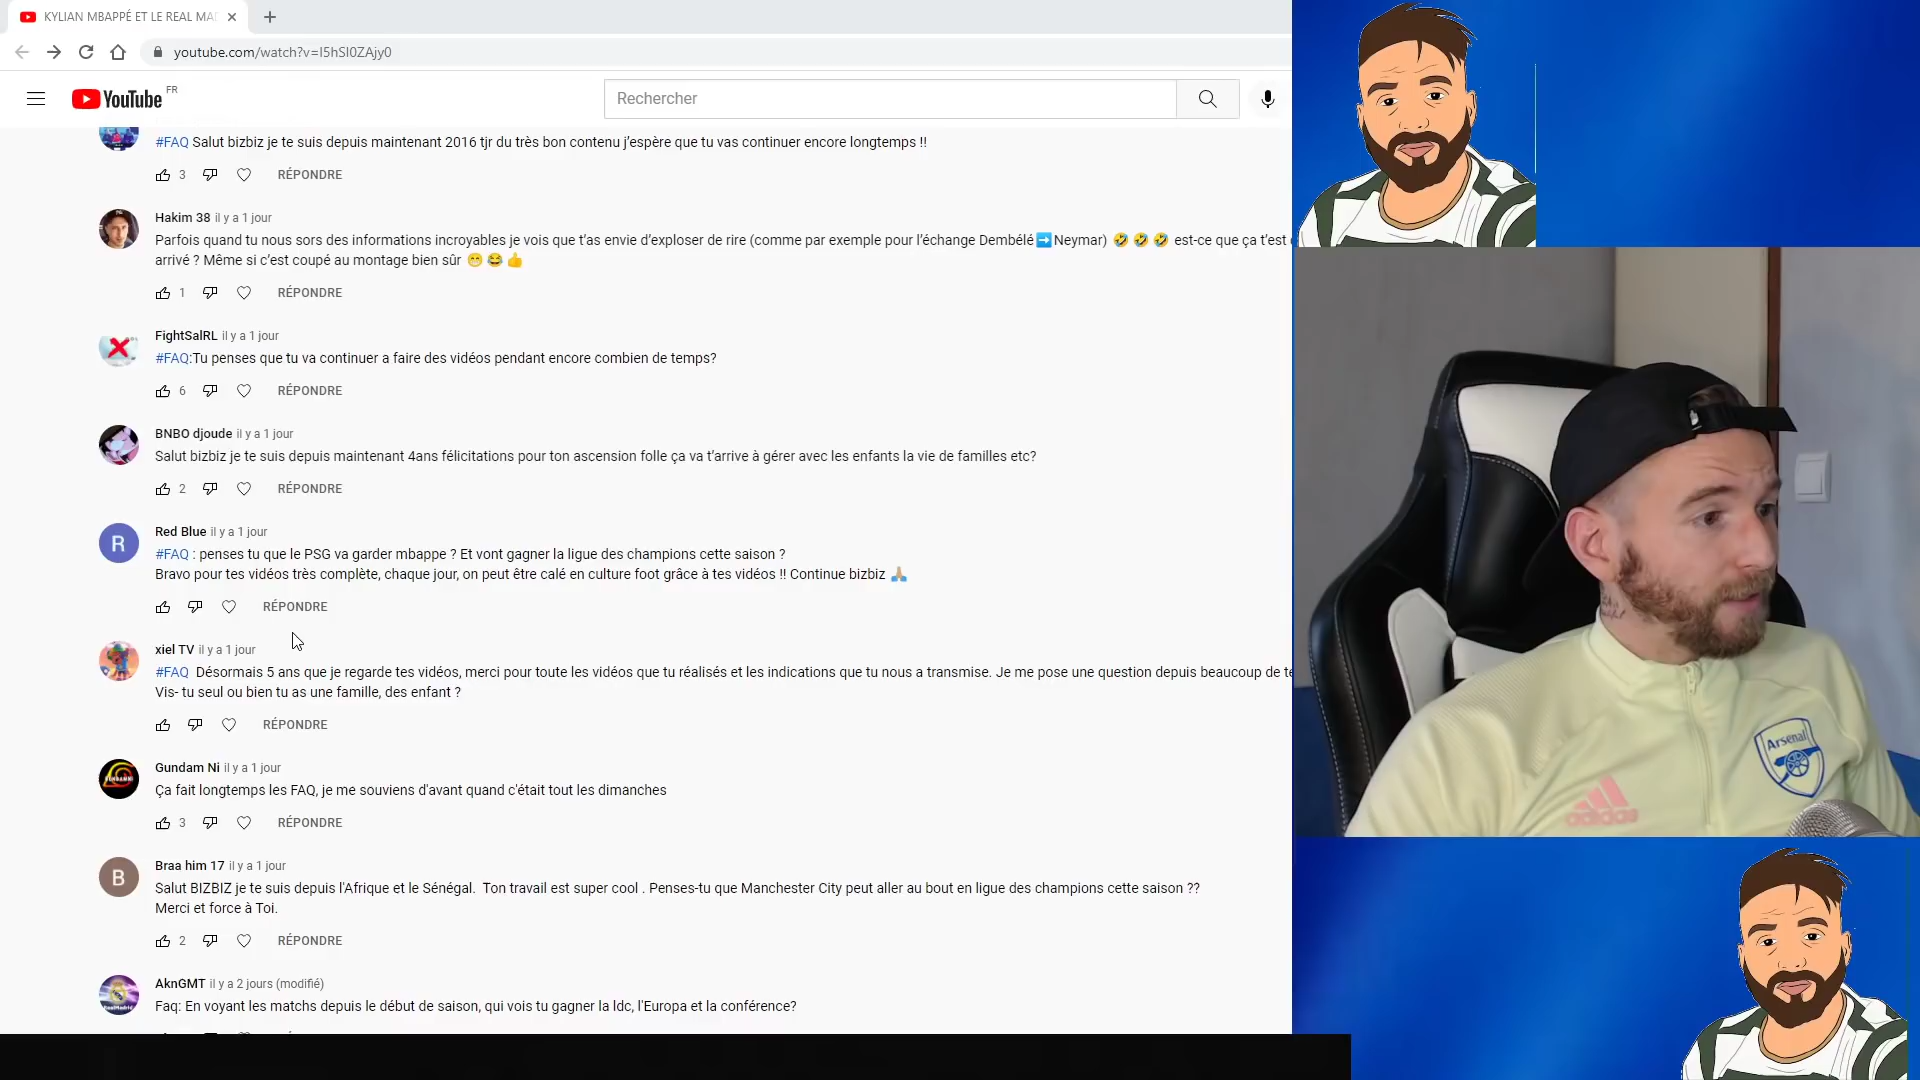 KYLIAN MBAPPÉ ET LE REAL MAD
youtube.com/watch?v=I5hSI0ZAjy0
YouTube FR
Rechercher
#FAQ Salut bizbiz je te suis depuis maintenant 2016 tjr du très bon contenu j’espère que tu vas continuer encore longtemps !!
3 RÉPONDRE
Hakim 38 il y a 1 jour
Parfois quand tu nous sors des informations incroyables je vois que t’as envie d’exploser de rire (comme par exemple pour l’échange Dembélé➡️Neymar) 🤣 🤣 🤣 est-ce que ça t’est
arrivé ? Même si c’est coupé au montage bien sûr 😁😂👍
1 RÉPONDRE
FightSalRL il y a 1 jour
#FAQ:Tu penses que tu va continuer a faire des vidéos pendant encore combien de temps?
6 RÉPONDRE
BNBO djoude il y a 1 jour
Salut bizbiz je te suis depuis maintenant 4ans félicitations pour ton ascension folle ça va t’arrive à gérer avec les enfants la vie de familles etc?
2 RÉPONDRE
R
Red Blue il y a 1 jour
#FAQ : penses tu que le PSG va garder mbappe ? Et vont gagner la ligue des champions cette saison ?
Bravo pour tes vidéos très complète, chaque jour, on peut être calé en culture foot grâce à tes vidéos !! Continue bizbiz 🙏🏼
RÉPONDRE
xiel TV il y a 1 jour
#FAQ Désormais 5 ans que je regarde tes vidéos, merci pour toute les vidéos que tu réalisés et les indications que tu nous a transmise. Je me pose une question depuis beaucoup de te
Vis- tu seul ou bien tu as une famille, des enfant ?
RÉPONDRE
Gundam Ni il y a 1 jour
Ça fait longtemps les FAQ, je me souviens d'avant quand c'était tout les dimanches
3 RÉPONDRE
B
Braa him 17 il y a 1 jour
Salut BIZBIZ je te suis depuis l'Afrique et le Sénégal. Ton travail est super cool . Penses-tu que Manchester City peut aller au bout en ligue des champions cette saison ??
Merci et force à Toi.
2 RÉPONDRE
AknGMT il y a 2 jours (modifié)
Faq: En voyant les matchs depuis le début de saison, qui vois tu gagner la ldc, l'Europa et la conférence?
Arsenal
adidas